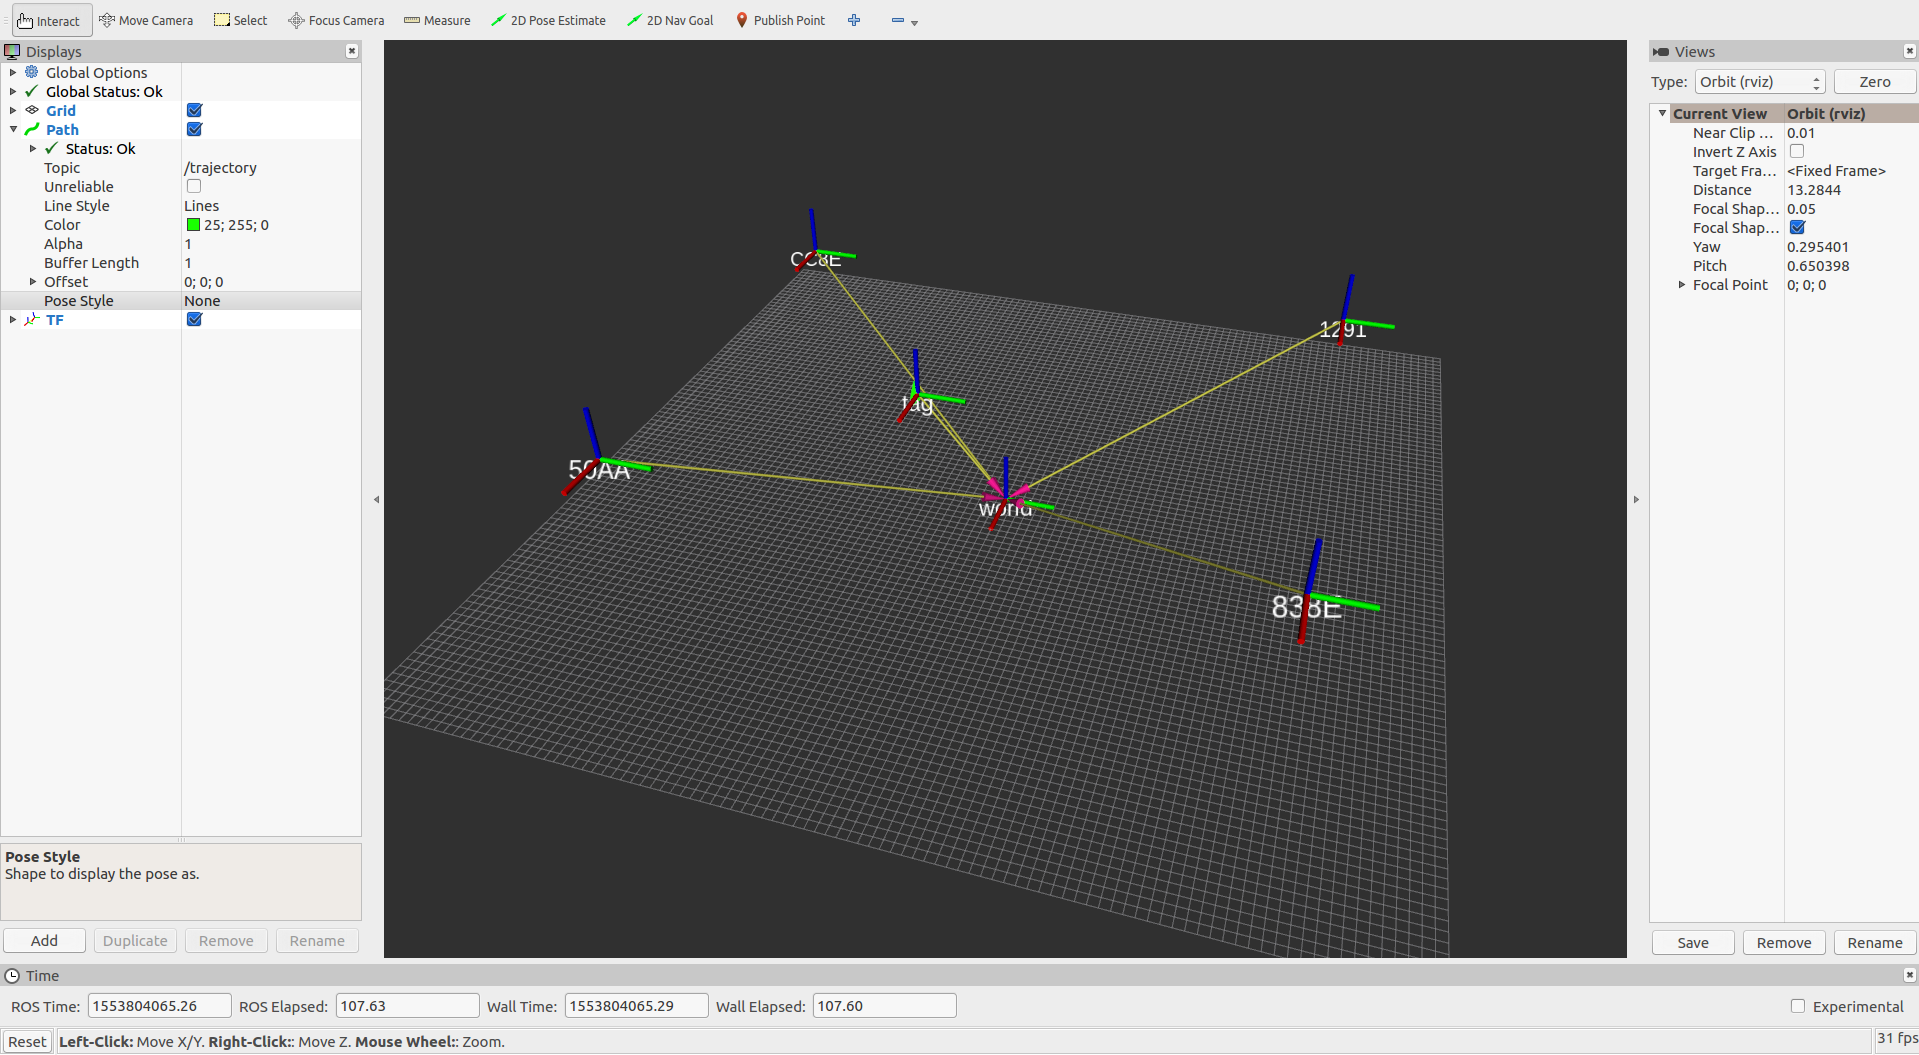 Interact Move Camera Select Focus Camera Measure 2D Pose Estimate 2D Nav Goal Publish Point
Displays
Global Options
Global Status: Ok
Grid
Path
Status: Ok
Topic /trajectory
Unreliable
Line Style Lines
Color 25; 255; 0
Alpha 1
Buffer Length 1
Offset 0; 0; 0
Pose Style None
TF
Pose Style
Shape to display the pose as.
Add Duplicate Remove Rename
CC8E
1291
tag
50AA
world
838E
Views
Type: Orbit (rviz) Zero
Current View Orbit (rviz)
Near Clip ... 0.01
Invert Z Axis
Target Fra... <Fixed Frame>
Distance 13.2844
Focal Shap... 0.05
Focal Shap...
Yaw 0.295401
Pitch 0.650398
Focal Point 0; 0; 0
Save Remove Rename
Time
ROS Time: 1553804065.26 ROS Elapsed: 107.63 Wall Time: 1553804065.29 Wall Elapsed: 107.60 Experimental
Reset Left-Click: Move X/Y. Right-Click:: Move Z. Mouse Wheel:: Zoom. 31 fps